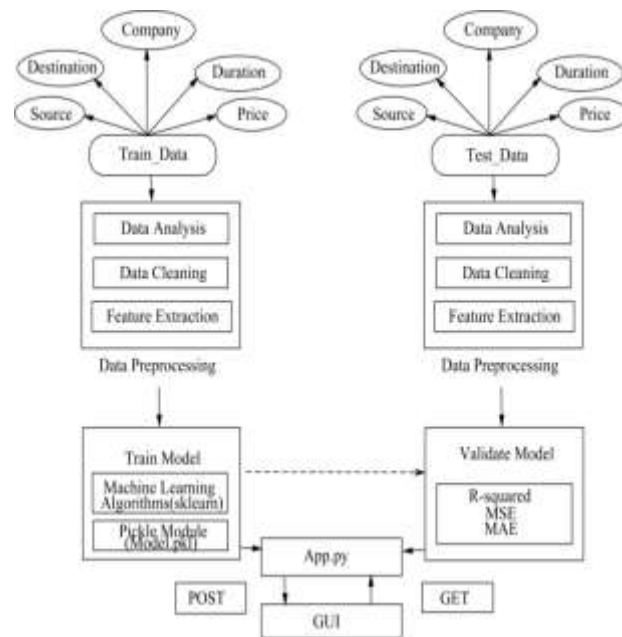 Company
Company
Destination
Duration
Destination
Duration
Source
Price
Source
Price
Train_Data
Test_Data
Data Analysis
Data Analysis
Data Cleaning
Data Cleaning
Feature Extraction
Feature Extraction
Data Preprocessing
Data Preprocessing
Train Model
Validate Model
Machine Learning
Algorithms(sklearn)
R-squared
MSE
MAE
Pickle Module
(Model.pkl)
App.py
POST
GET
GUI